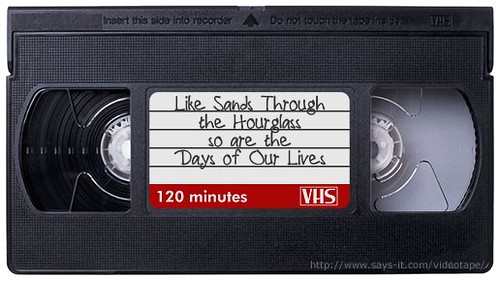 Insert this side into recorder Do not touch the tape inside VHS
Like Sands Through
the Hourglass
so are the
Days of Our Lives
120 minutes VHS
http://www.says-it.com/videotape/